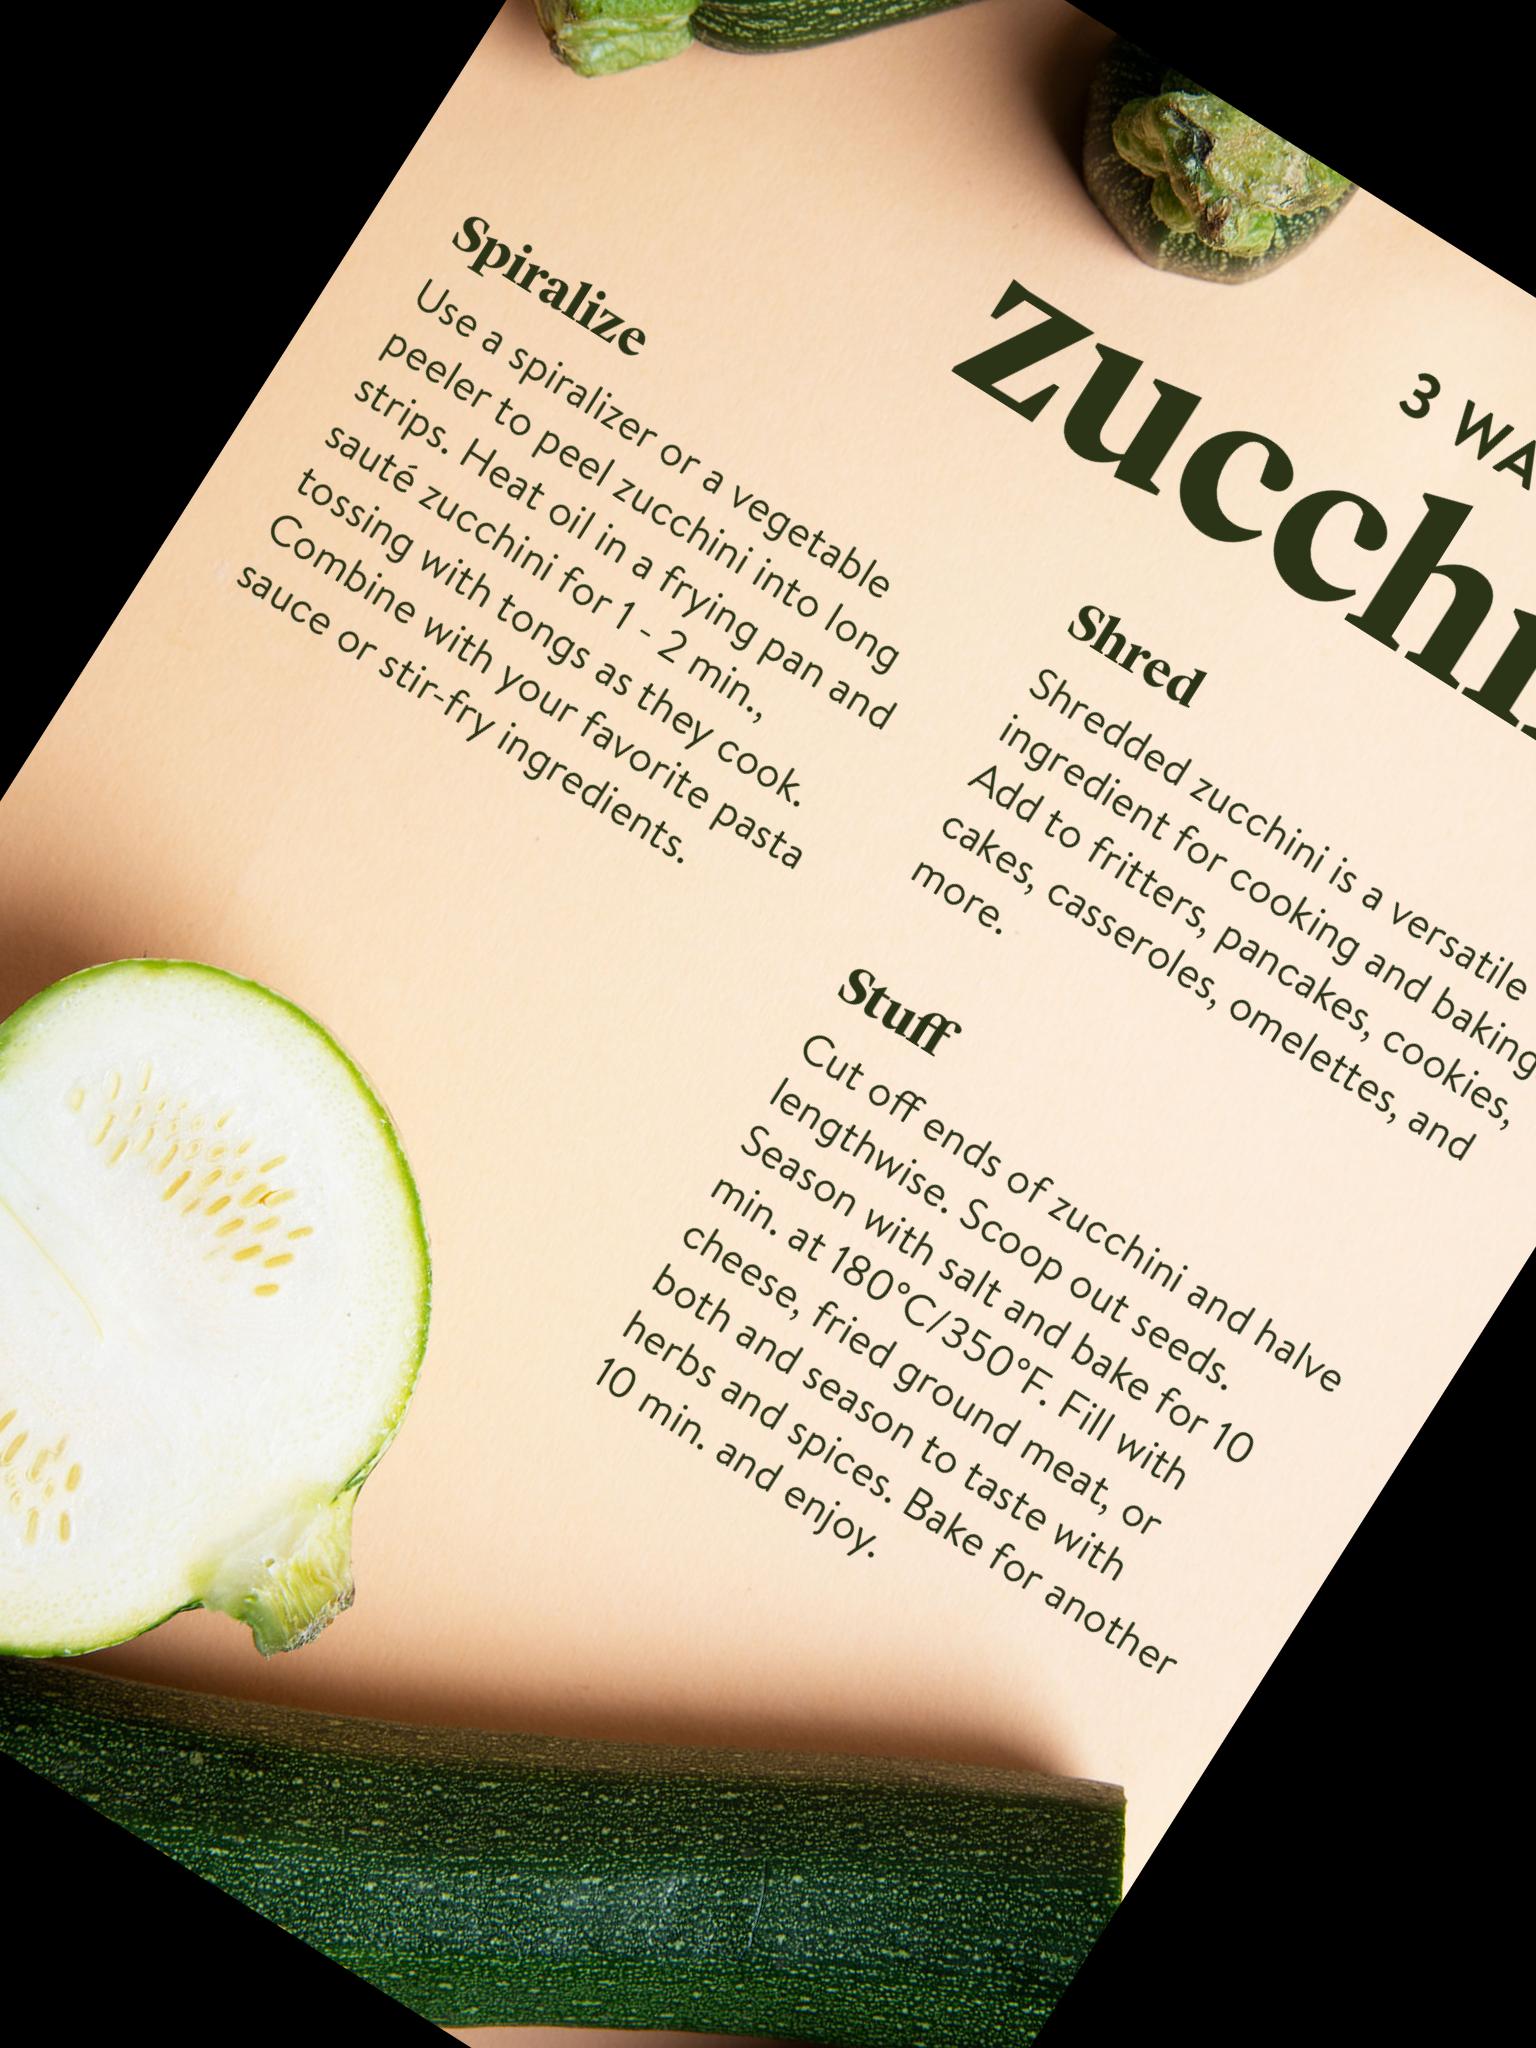 3 WA
zucchi
Spiralize
Use a spiralizer or a vegetable
peeler to peel zucchini into long
strips. Heat oil in a frying pan and
sauté zucchini for 1 - 2 min.,
tossing with tongs as they cook.
Combine with your favorite pasta
sauce or stir-fry ingredients.
Shred
Shredded zucchini is a versatile
ingredient for cooking and baking
Add to fritters, pancakes, cookies,
cakes, casseroles, omelettes, and
more.
Stuff
Cut off ends of zucchini and halve
lengthwise. Scoop out seeds.
Season with salt and bake for 10
min. at 180°C/350°F. Fill with
cheese, fried ground meat, or
both and season to taste with
herbs and spices. Bake for another
10 min. and enjoy.